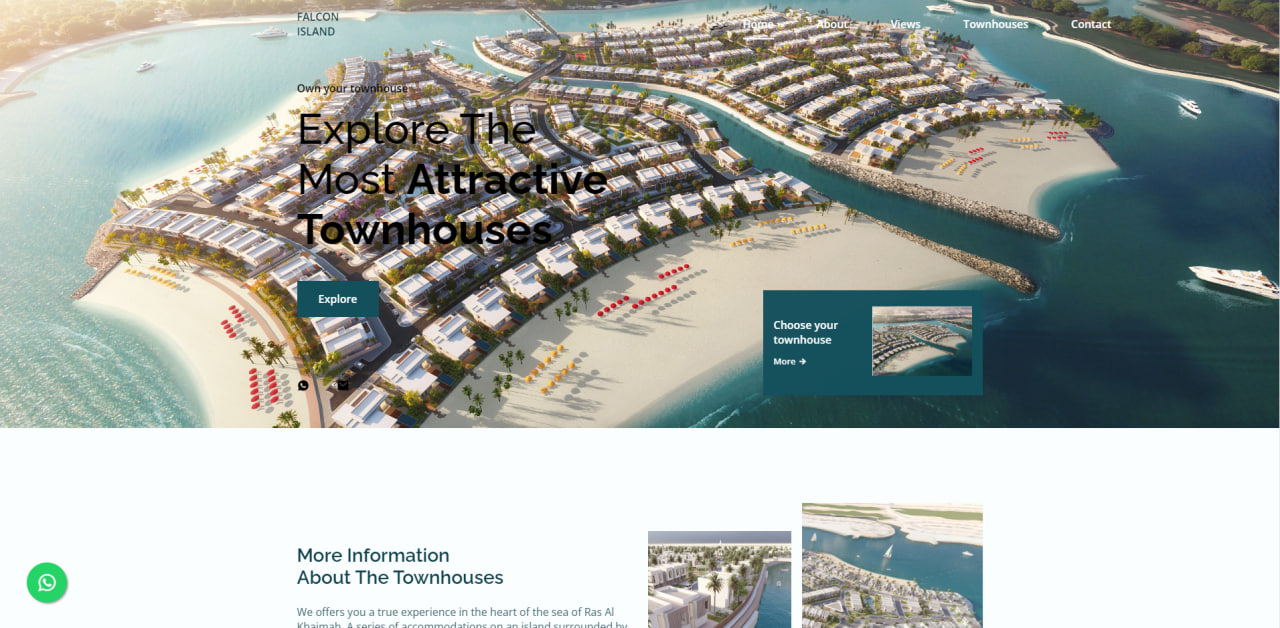 FALCON
ISLAND
Home
About
Views
Townhouses
Contact
Own your townhouse
Explore The
Most Attractive
Townhouses
Explore
Choose your
townhouse
More →
More Information
About The Townhouses
We offers you a true experience in the heart of the sea of Ras Al
Khaimah. A series of accommodations on an island surrounded by